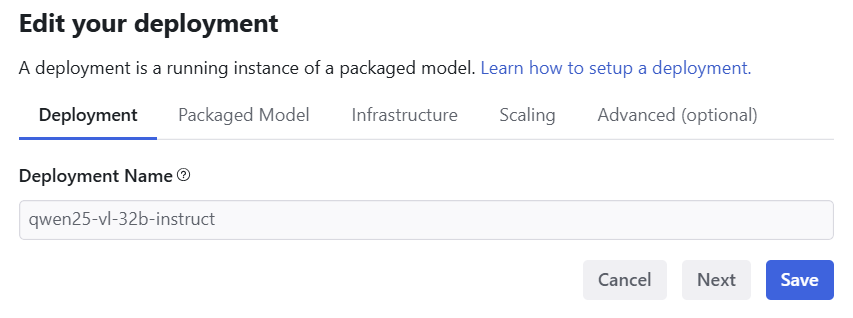 Edit your deployment
A deployment is a running instance of a packaged model. Learn how to setup a deployment.
Deployment Packaged Model Infrastructure Scaling Advanced (optional)
Deployment Name ?
qwen25-vl-32b-instruct
Cancel Next Save